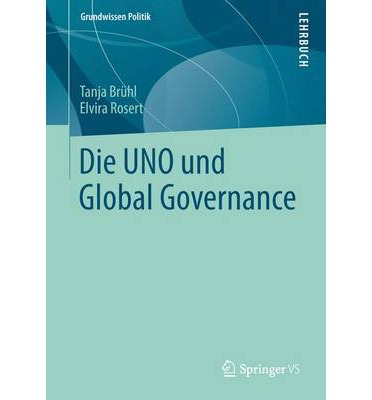 Grundwissen Politik
LEHRBUCH
Tanja Brühl
Elvira Rosert
Die UNO und
Global Governance
Springer VS